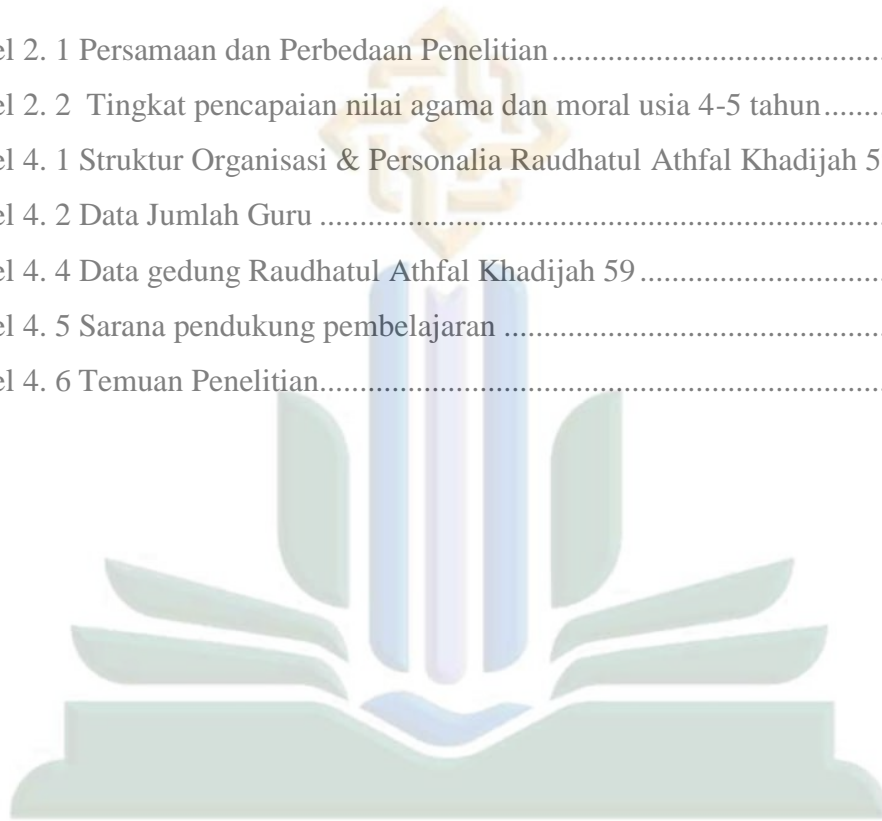 el 2. 1 Persamaan dan Perbedaan Penelitian................................................
el 2. 2  Tingkat pencapaian nilai agama dan moral usia 4-5 tahun........
el 4. 1 Struktur Organisasi & Personalia Raudhatul Athfal Khadijah 5
el 4. 2 Data Jumlah Guru ................................................................................
el 4. 4 Data gedung Raudhatul Athfal Khadijah 59...................................
el 4. 5 Sarana pendukung pembelajaran .....................................................
el 4. 6 Temuan Penelitian................................................................................